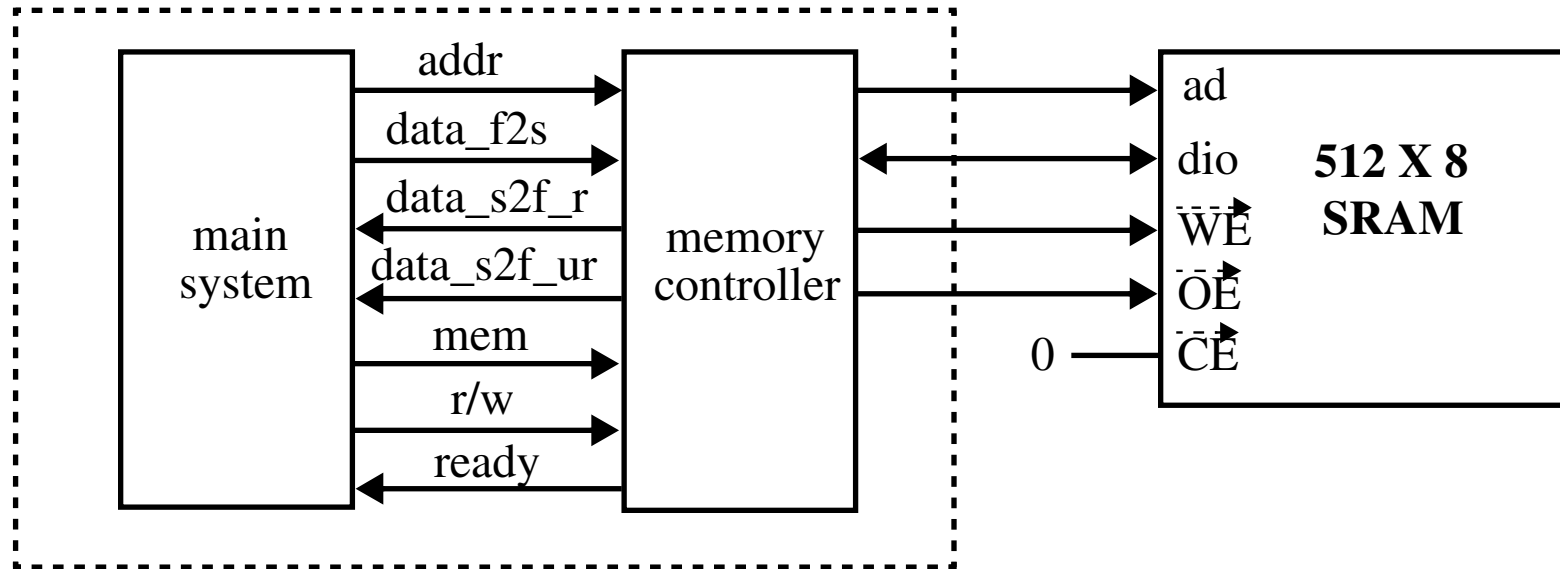 main
system
addr
data_f2s
data_s2f_r
data_s2f_ur
mem
r/w
ready
memory
controller
0
ad
dio
WE
OE
CE
512 X 8
SRAM